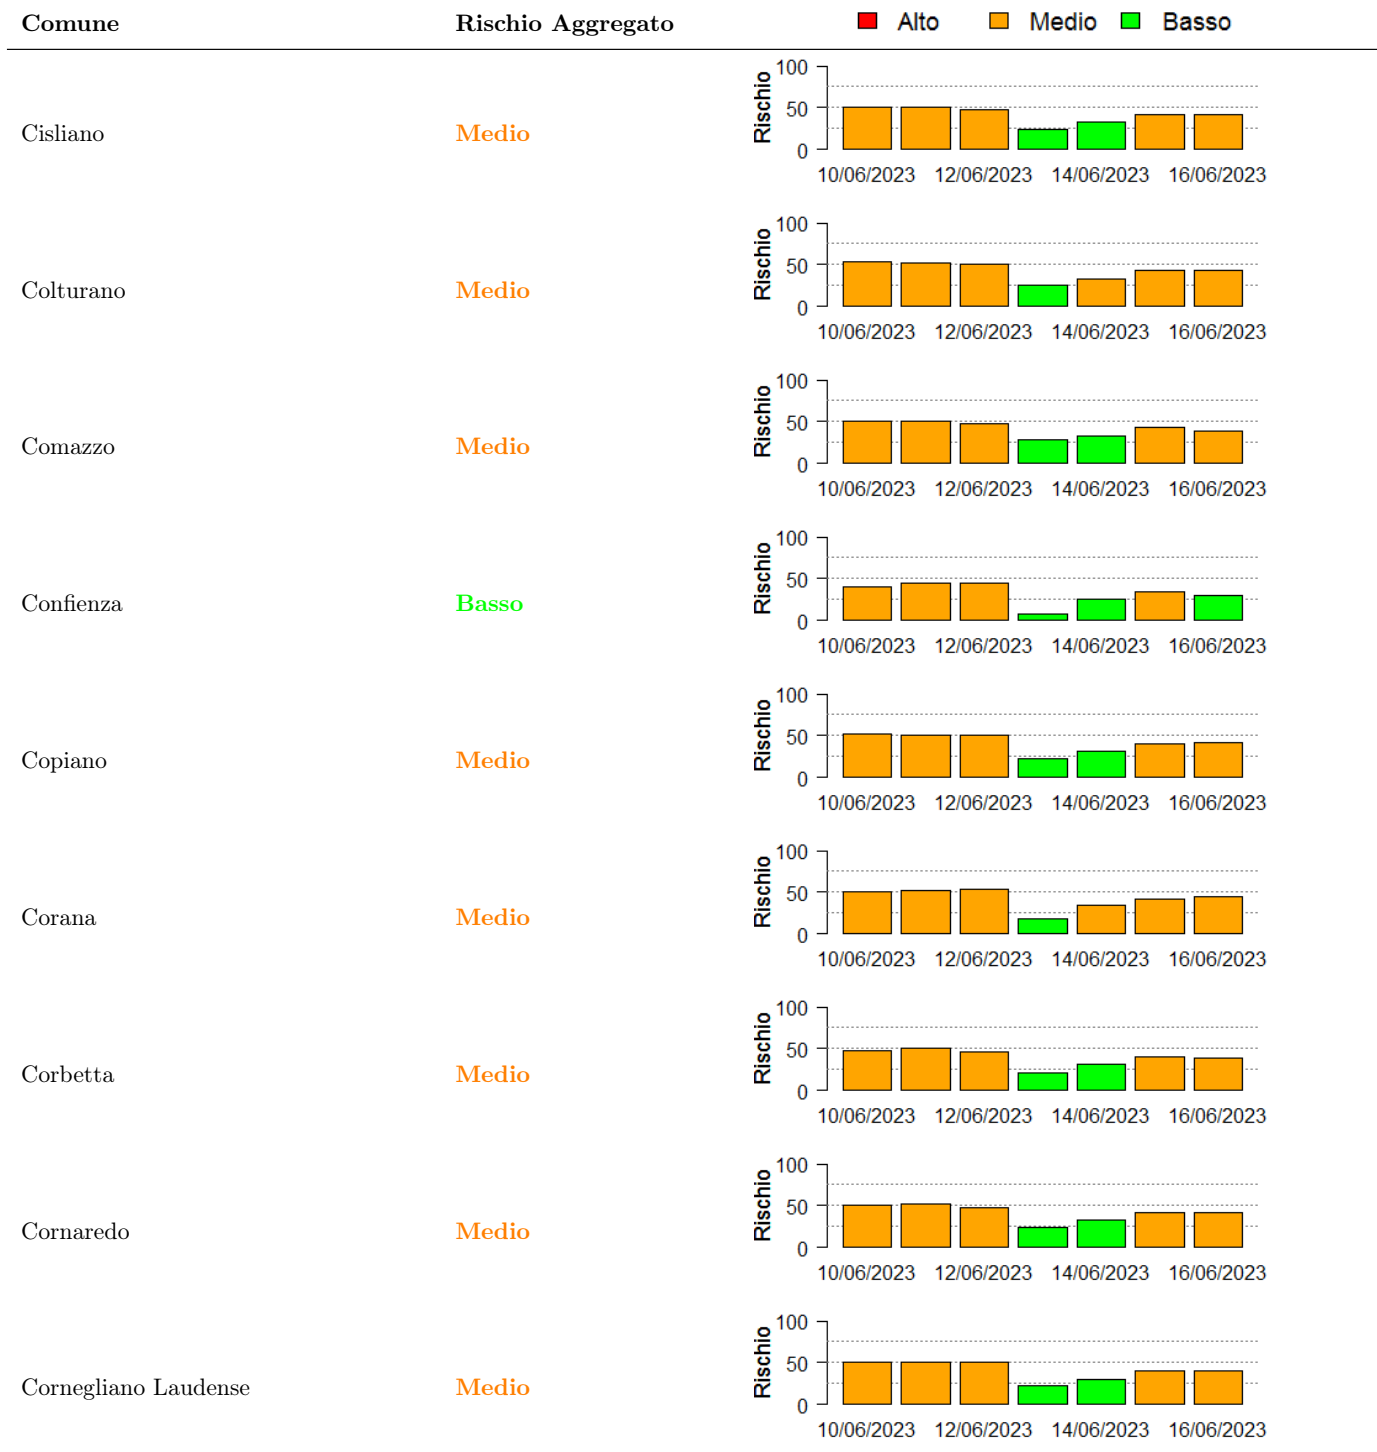 Comune Rischio Aggregato Alto Medio Basso
Cisliano Medio
Rischio
100
50
0
10/06/2023 12/06/2023 14/06/2023 16/06/2023
Colturano Medio
Rischio
100
50
0
10/06/2023 12/06/2023 14/06/2023 16/06/2023
Comazzo Medio
Rischio
100
50
0
10/06/2023 12/06/2023 14/06/2023 16/06/2023
Confienza Basso
Rischio
100
50
0
10/06/2023 12/06/2023 14/06/2023 16/06/2023
Copiano Medio
Rischio
100
50
0
10/06/2023 12/06/2023 14/06/2023 16/06/2023
Corana Medio
Rischio
100
50
0
10/06/2023 12/06/2023 14/06/2023 16/06/2023
Corbetta Medio
Rischio
100
50
0
10/06/2023 12/06/2023 14/06/2023 16/06/2023
Cornaredo Medio
Rischio
100
50
0
10/06/2023 12/06/2023 14/06/2023 16/06/2023
Cornegliano Laudense Medio
Rischio
100
50
0
10/06/2023 12/06/2023 14/06/2023 16/06/2023